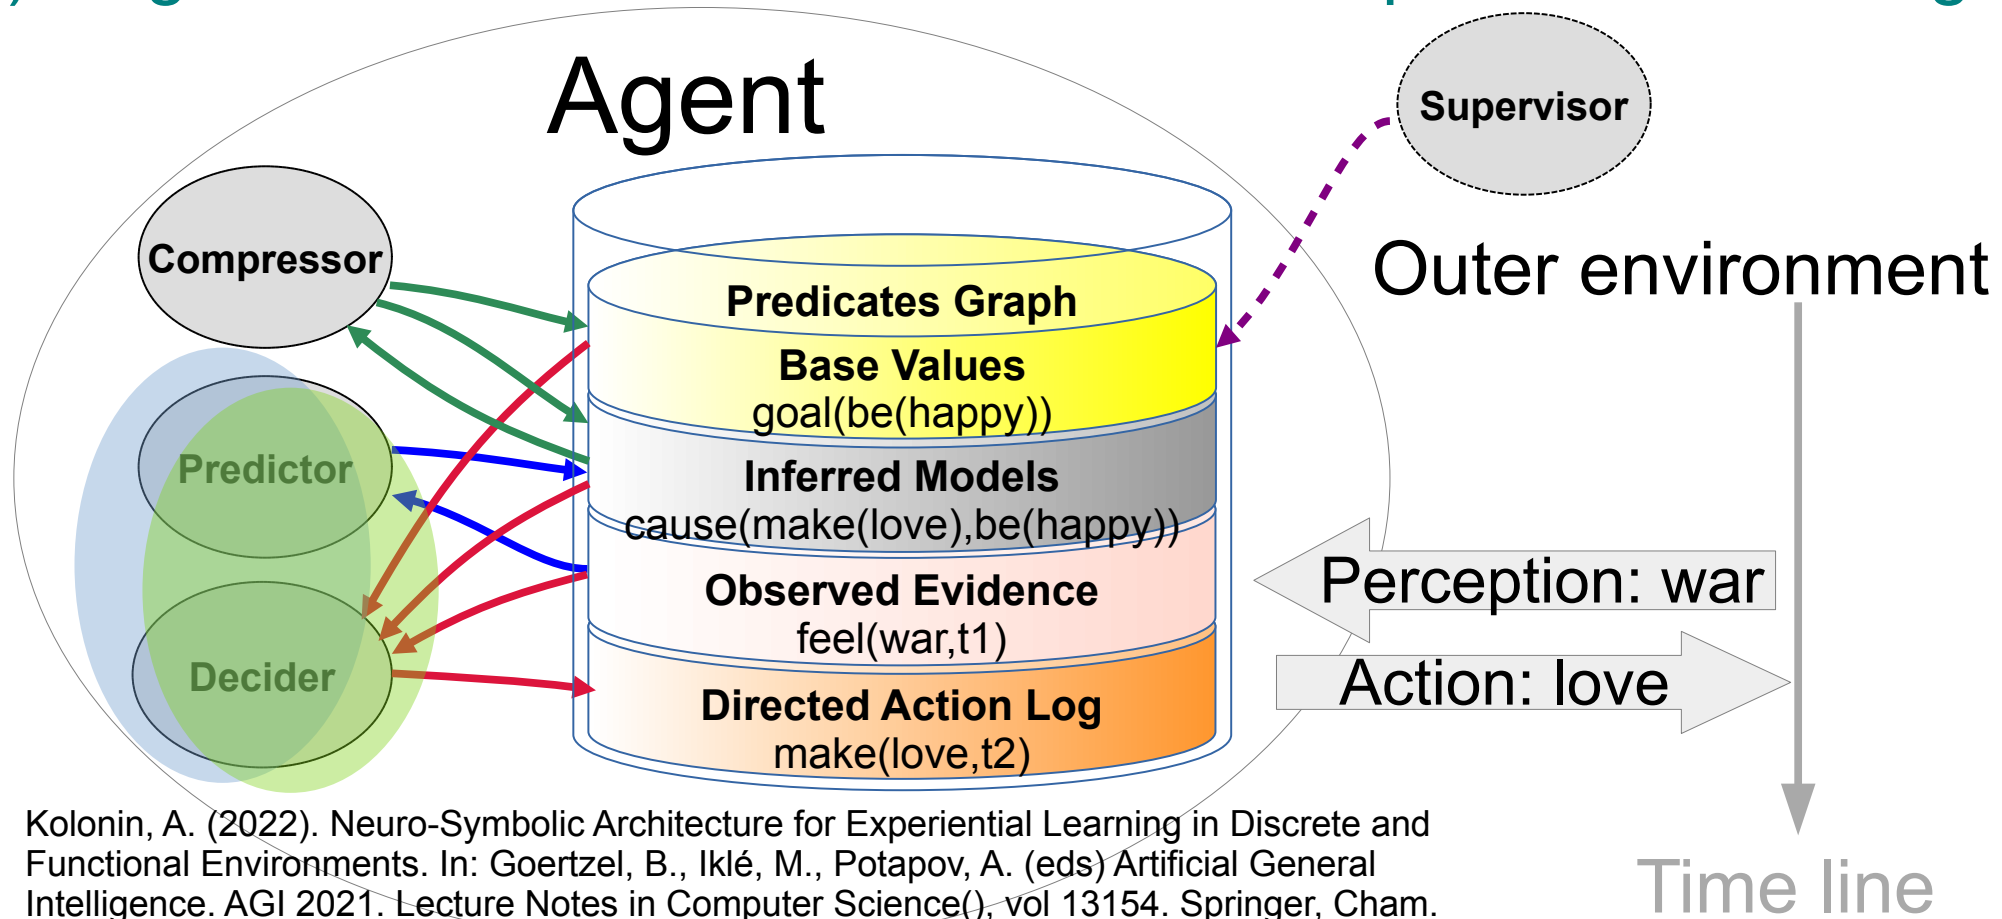 Agent
Supervisor
Compressor
Outer environment
Predicates Graph
Base Values
goal(be(happy))
Predictor
Inferred Models
cause(make(love),be(happy))
Perception: war
Observed Evidence
feel(war,t1)
Decider
Action: love
Directed Action Log
make(love,t2)
Kolonin, A. (2022). Neuro-Symbolic Architecture for Experiential Learning in Discrete and
Functional Environments. In: Goertzel, B., Iklé, M., Potapov, A. (eds) Artificial General
Intelligence. AGI 2021. Lecture Notes in Computer Science(), vol 13154. Springer, Cham.
Time line